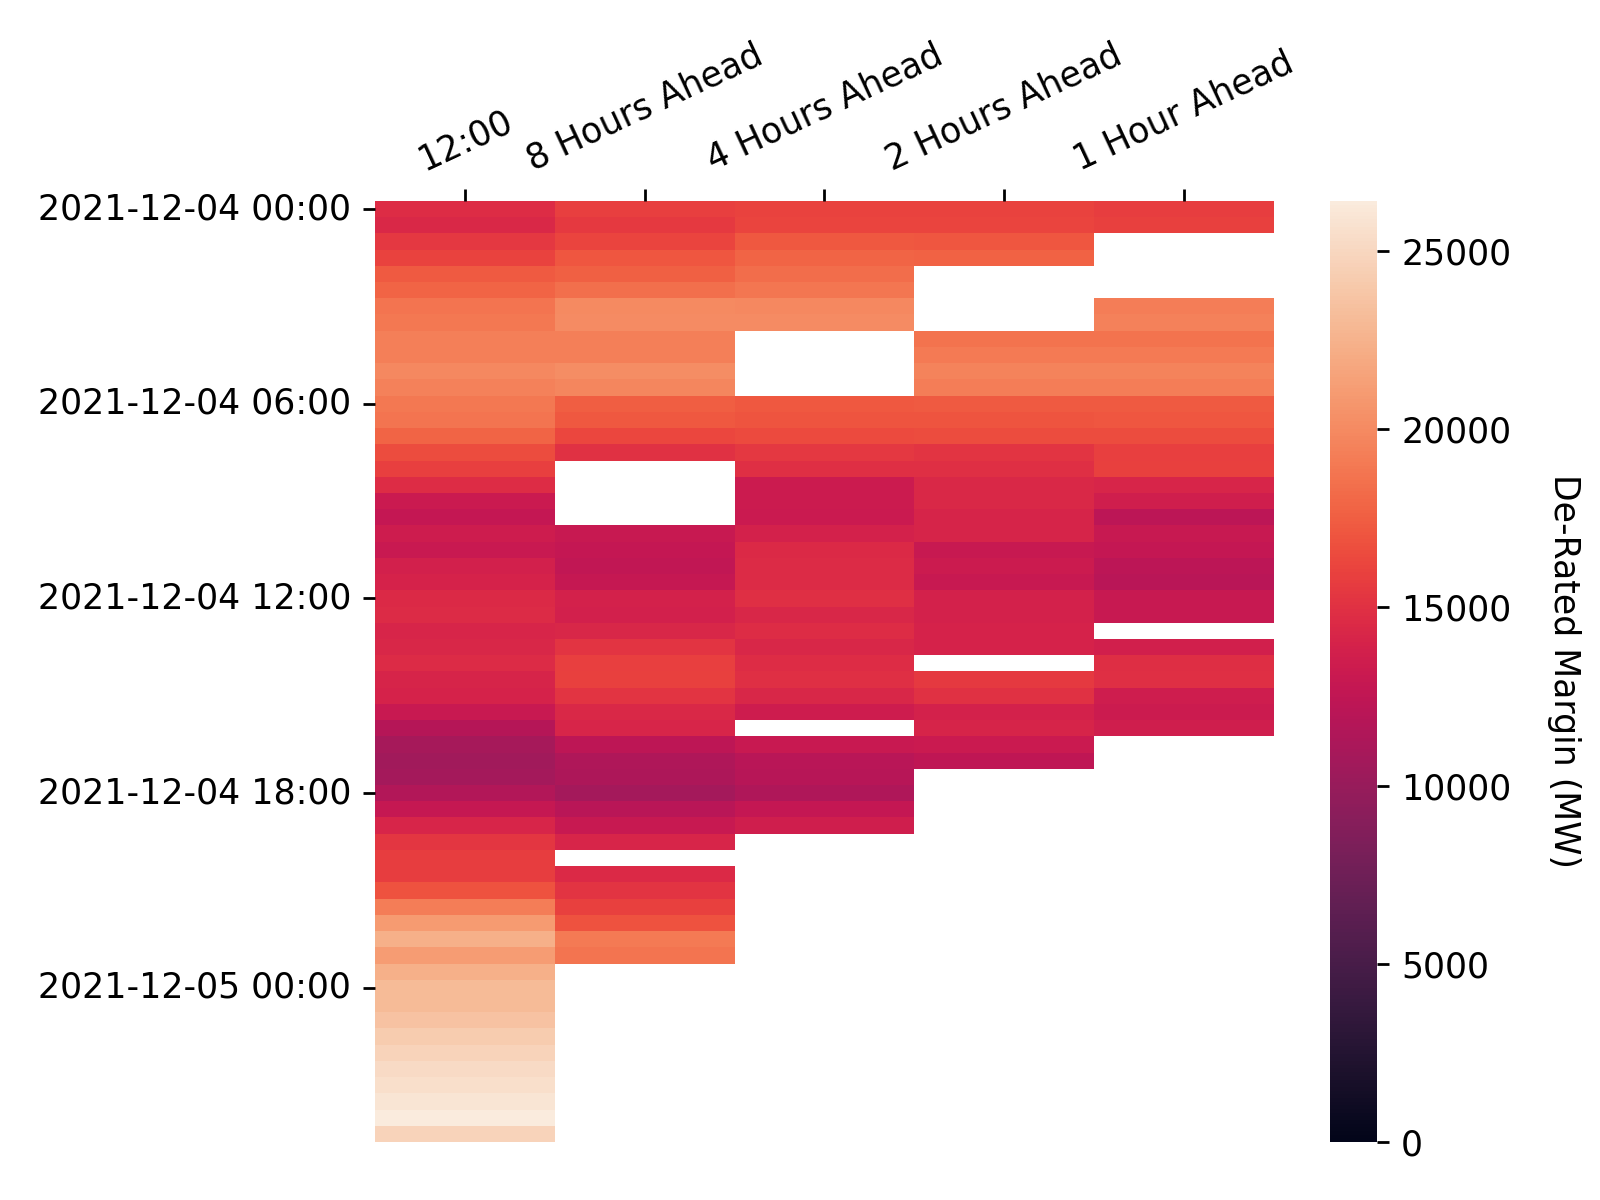 12:00
8 Hours Ahead
4 Hours Ahead
2 Hours Ahead
1 Hour Ahead
2021-12-04 00:00
2021-12-04 06:00
2021-12-04 12:00
2021-12-04 18:00
2021-12-05 00:00
25000
20000
15000
10000
5000
0
De-Rated Margin (MW)